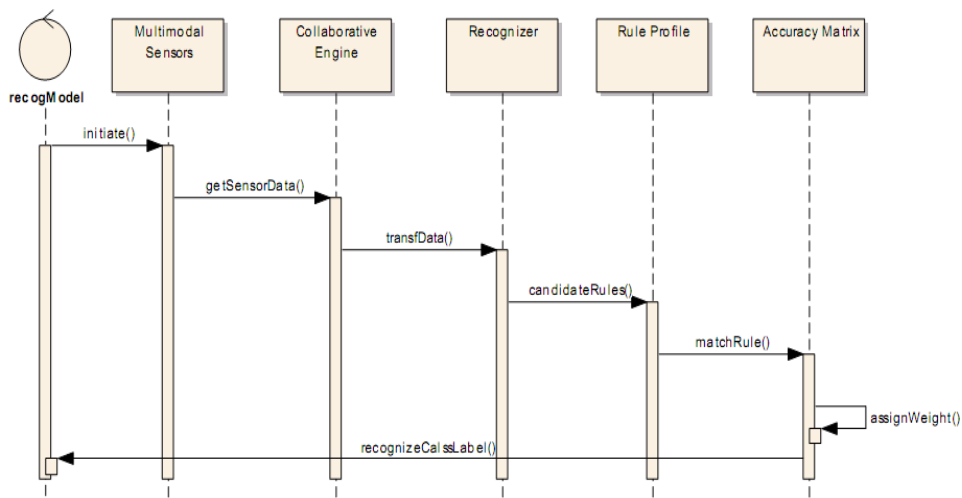 Multimodal
Sensors
Collaborative
Engine
Recognizer
Rule Profile
Accuracy Matrix
recogModel
initiate()
getSensorData()
transfData()
candidateRules()
matchRule()
assignWeight()
recognizeCalssLabel()